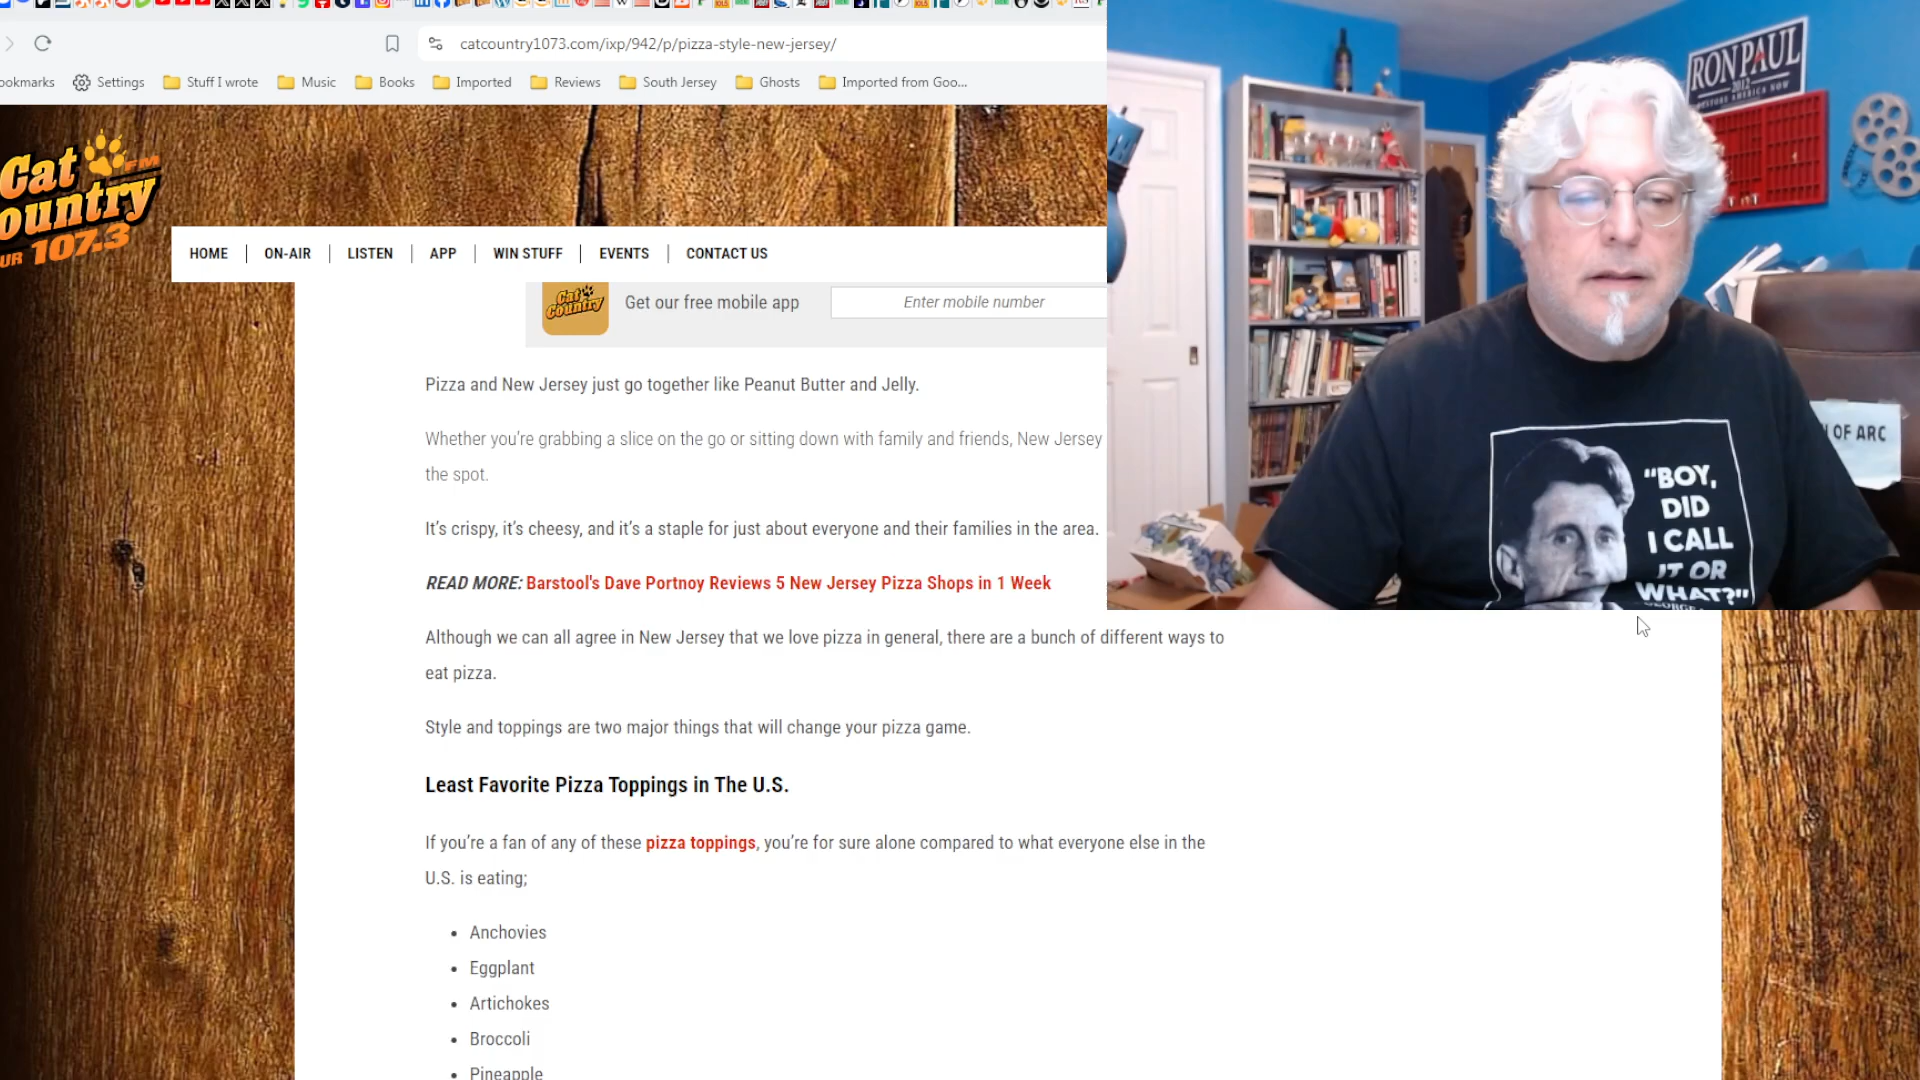 catcountry1073.com/ixp/942/p/pizza-style-new-jersey/
ookmarks Settings Stuff I wrote Music Books Imported Reviews South Jersey Ghosts Imported from Goo...
Cat
ountry FM
UR 107.3
HOME ON-AIR LISTEN APP WIN STUFF EVENTS CONTACT US
Cat
Country
Get our free mobile app
Enter mobile number
Pizza and New Jersey just go together like Peanut Butter and Jelly.
Whether you're grabbing a slice on the go or sitting down with family and friends, New Jersey
the spot.
It's crispy, it's cheesy, and it's a staple for just about everyone and their families in the area.
READ MORE: Barstool's Dave Portnoy Reviews 5 New Jersey Pizza Shops in 1 Week
Although we can all agree in New Jersey that we love pizza in general, there are a bunch of different ways to
eat pizza.
Style and toppings are two major things that will change your pizza game.
Least Favorite Pizza Toppings in The U.S.
If you're a fan of any of these pizza toppings, you're for sure alone compared to what everyone else in the
U.S. is eating;
• Anchovies
• Eggplant
• Artichokes
• Broccoli
• Pineapple
RON PAUL
2012
RESTORE AMERICA NOW
OF ARC
"BOY,
DID
I CALL
IT OR
WHAT?"